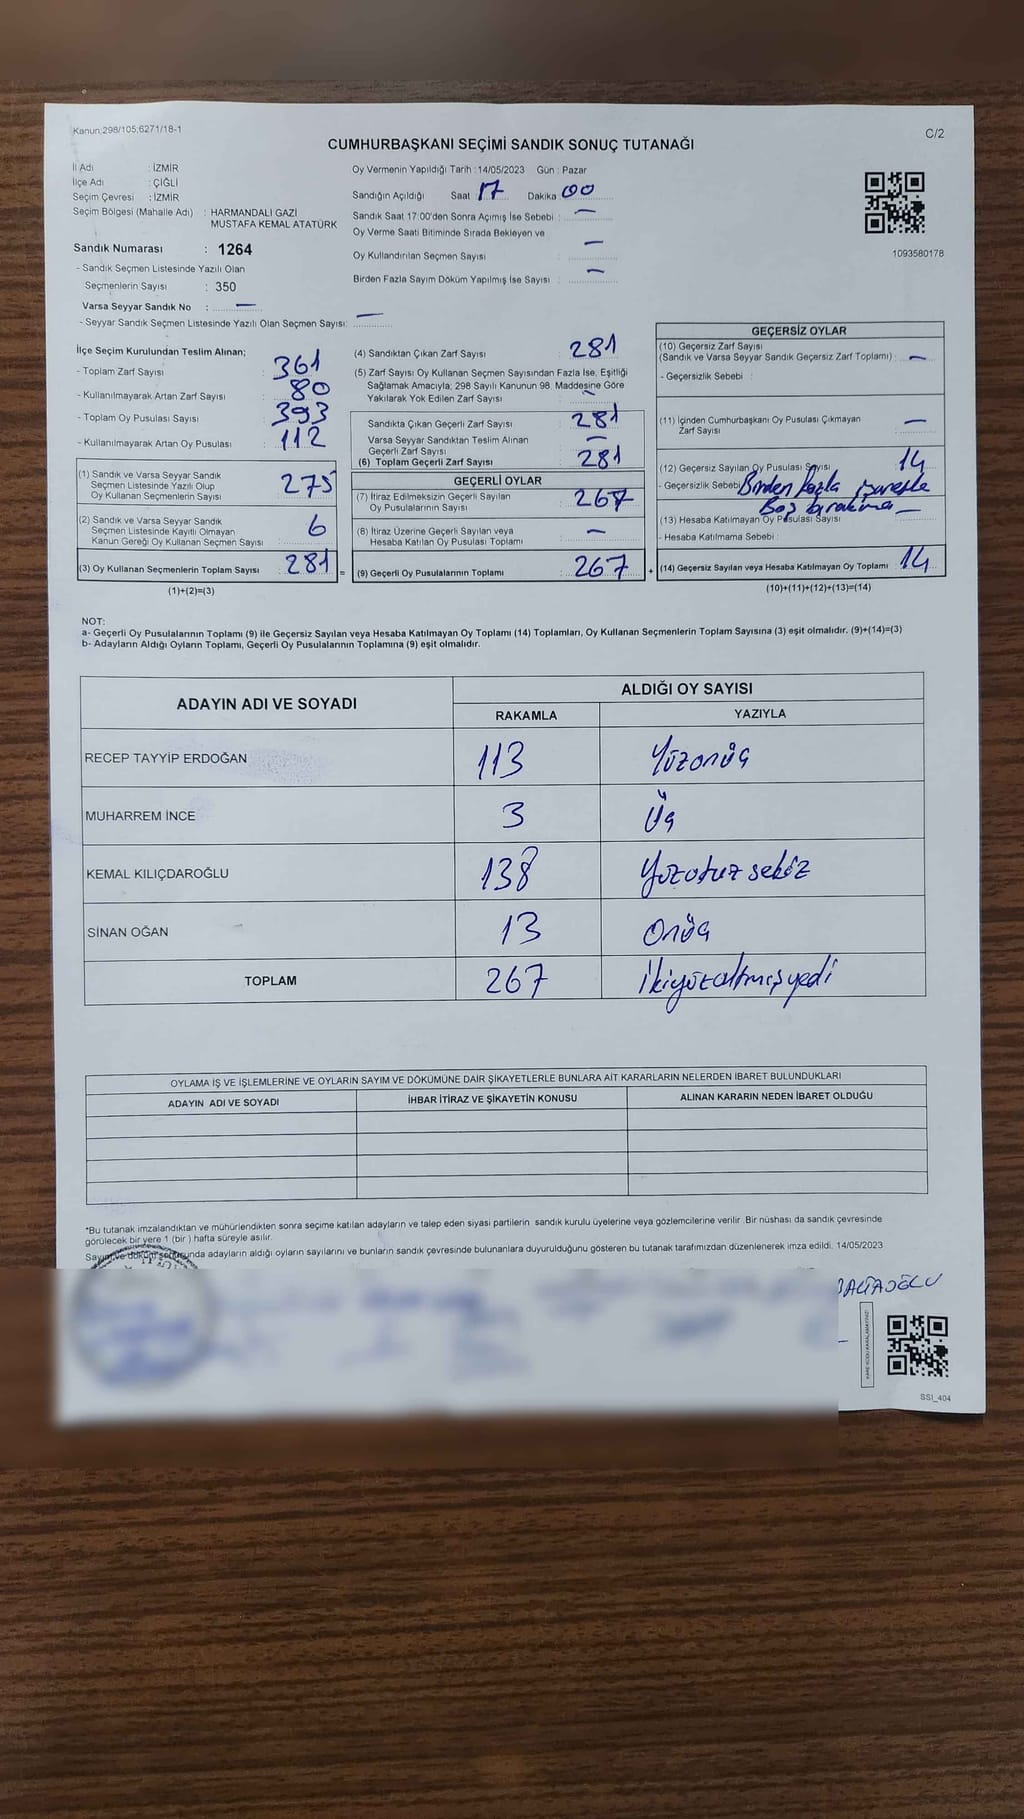 Kanun:298/105;6271/18-1
C/2
CUMHURBAŞKANI SEÇİMİ SANDIK SONUÇ TUTANAĞI
İl Adı : İZMİR
İlçe Adı : ÇİĞLİ
Seçim Çevresi : İZMİR
Seçim Bölgesi (Mahalle Adı) : HARMANDALI GAZİ
MUSTAFA KEMAL ATATÜRK
Sandık Numarası : 1264
- Sandık Seçmen Listesinde Yazılı Olan
Seçmenlerin Sayısı : 350
Varsa Seyyar Sandık No : —
- Seyyar Sandık Seçmen Listesinde Yazılı Olan Seçmen Sayısı: —
Oy Vermenin Yapıldığı Tarih : 14/05/2023 Gün : Pazar
Sandığın Açıldığı Saat 17 Dakika 00
Sandık Saat 17:00'den Sonra Açımış İse Sebebi : —
Oy Verme Saati Bitiminde Sırada Bekleyen ve
Oy Kullandırılan Seçmen Sayısı : —
Birden Fazla Sayım Döküm Yapılmış İse Sayısı : —
1093580178
İlçe Seçim Kurulundan Teslim Alınan;
- Toplam Zarf Sayısı : 361
- Kullanılmayarak Artan Zarf Sayısı : 80
- Toplam Oy Pusulası Sayısı : 393
- Kullanılmayarak Artan Oy Pusulası : 112
(1) Sandık ve Varsa Seyyar Sandık
Seçmen Listesinde Yazılı Olup
Oy Kullanan Seçmenlerin Sayısı : 275
(2) Sandık ve Varsa Seyyar Sandık
Seçmen Listesinde Kayıtlı Olmayan
Kanun Gereği Oy Kullanan Seçmen Sayısı : 6
(3) Oy Kullanan Seçmenlerin Toplam Sayısı : 281 =
(1)+(2)=(3)
(4) Sandıktan Çıkan Zarf Sayısı : 281
(5) Zarf Sayısı Oy Kullanan Seçmen Sayısından Fazla İse, Eşitliği
Sağlamak Amacıyla; 298 Sayılı Kanunun 98. Maddesine Göre
Yakılarak Yok Edilen Zarf Sayısı : —
Sandıkta Çıkan Geçerli Zarf Sayısı : 281
Varsa Seyyar Sandıktan Teslim Alınan
Geçerli Zarf Sayısı : —
(6) Toplam Geçerli Zarf Sayısı : 281
GEÇERLİ OYLAR
(7) İtiraz Edilmeksizin Geçerli Sayılan
Oy Pusulalarının Sayısı : 267
(8) İtiraz Üzerine Geçerli Sayılan veya
Hesaba Katılan Oy Pusulası Toplamı : —
(9) Geçerli Oy Pusulalarının Toplamı : 267 +
GEÇERSİZ OYLAR
(10) Geçersiz Zarf Sayısı
(Sandık ve Varsa Seyyar Sandık Geçersiz Zarf Toplamı) : —
- Geçersizlik Sebebi :
(11) İçinden Cumhurbaşkanı Oy Pusulası Çıkmayan
Zarf Sayısı : —
(12) Geçersiz Sayılan Oy Pusulası Sayısı : 14
- Geçersizlik Sebebi : Birden fazla işaretle
Boş bırakma
(13) Hesaba Katılmayan Oy Pusulası Sayısı : —
- Hesaba Katılmama Sebebi :
(14) Geçersiz Sayılan veya Hesaba Katılmayan Oy Toplamı : 14
(10)+(11)+(12)+(13)=(14)
NOT:
a- Geçerli Oy Pusulalarının Toplamı (9) ile Geçersiz Sayılan veya Hesaba Katılmayan Oy Toplamı (14) Toplamları, Oy Kullanan Seçmenlerin Toplam Sayısına (3) eşit olmalıdır. (9)+(14)=(3)
b- Adayların Aldığı Oyların Toplamı, Geçerli Oy Pusulalarının Toplamına (9) eşit olmalıdır.
ADAYIN ADI VE SOYADI ALDIĞI OY SAYISI
RAKAMLA YAZIYLA
RECEP TAYYİP ERDOĞAN 113 Yüzonüç
MUHARREM İNCE 3 Üç
KEMAL KILIÇDAROĞLU 138 Yüzotuz sekiz
SİNAN OĞAN 13 Onüç
TOPLAM 267 İkiyüzaltmışyedi
OYLAMA İŞ VE İŞLEMLERİNE VE OYLARIN SAYIM VE DÖKÜMÜNE DAİR ŞİKAYETLERLE BUNLARA AİT KARARLARIN NELERDEN İBARET BULUNDUKLARI
ADAYIN ADI VE SOYADI İHBAR İTİRAZ VE ŞİKAYETİN KONUSU ALINAN KARARIN NEDEN İBARET OLDUĞU
*Bu tutanak imzalandıktan ve mühürlendikten sonra seçime katılan adayların ve talep eden siyasi partilerin sandık kurulu üyelerine veya gözlemcilerine verilir .Bir nüshası da sandık çevresinde
görülecek bir yere 1 (bir ) hafta süreyle asılır.
Sayım ve döküm sonucunda adayların aldığı oyların sayılarını ve bunların sandık çevresinde bulunanlara duyurulduğunu gösteren bu tutanak tarafımızdan düzenlenerek imza edildi. 14/05/2023
SSİ_404